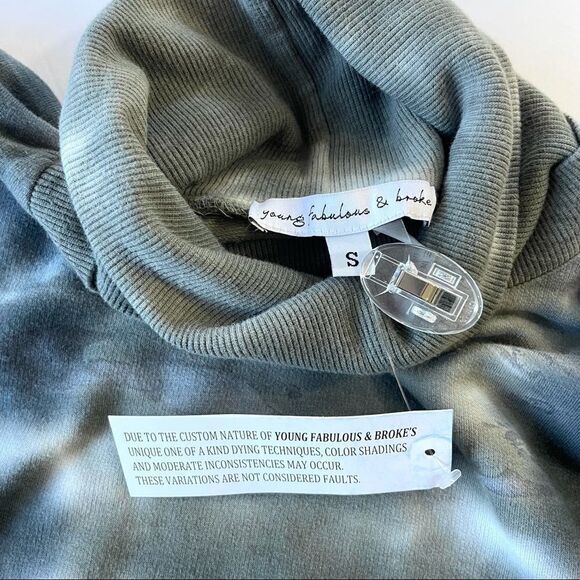 young fabulous & broke
S
DUE TO THE CUSTOM NATURE OF YOUNG FABULOUS & BROKE'S
UNIQUE ONE OF A KIND DYING TECHNIQUES, COLOR SHADINGS
AND MODERATE INCONSISTENCIES MAY OCCUR.
THESE VARIATIONS ARE NOT CONSIDERED FAULTS.